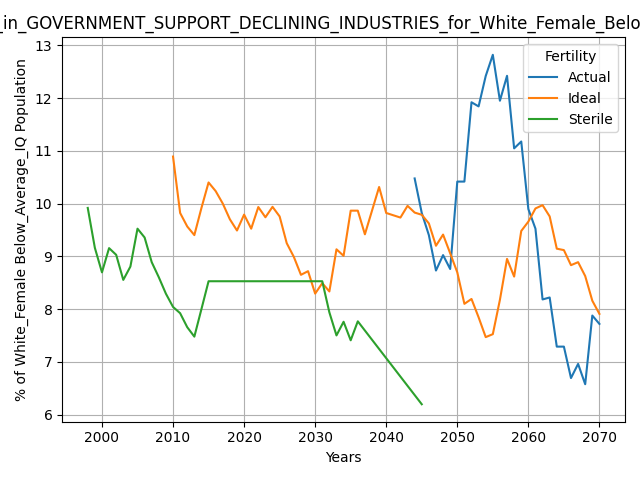 _in_GOVERNMENT_SUPPORT_DECLINING_INDUSTRIES_for_White_Female_Belo
% of White_Female Below_Average_IQ Population
13
12
11
10
9
8
7
6
Fertility
Actual
Ideal
Sterile
2000 2010 2020 2030 2040 2050 2060 2070
Years